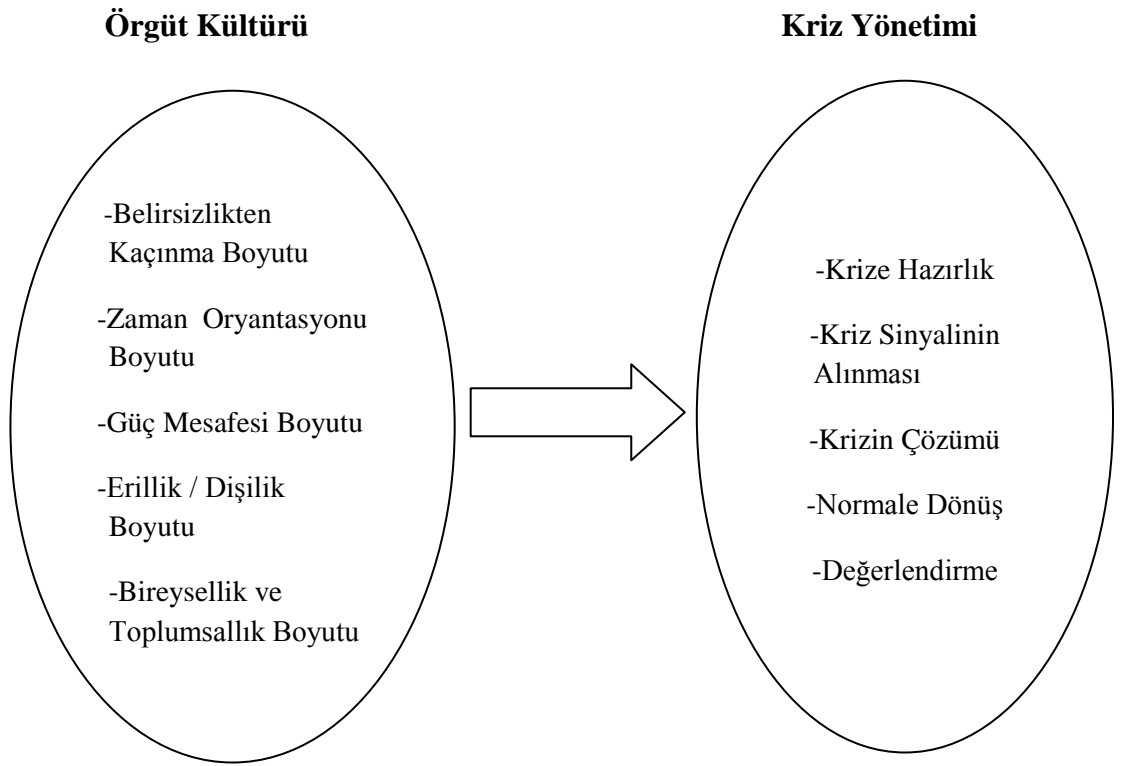 Örgüt Kültürü
Kriz Yönetimi
-Belirsizlikten
Kaçınma Boyutu
-Zaman Oryantasyonu
Boyutu
-Güç Mesafesi Boyutu
-Erillik / Dişilik
Boyutu
-Bireysellik ve
Toplumsallık Boyutu
-Krize Hazırlık
-Kriz Sinyalinin
Alınması
-Krizin Çözümü
-Normale Dönüş
-Değerlendirme